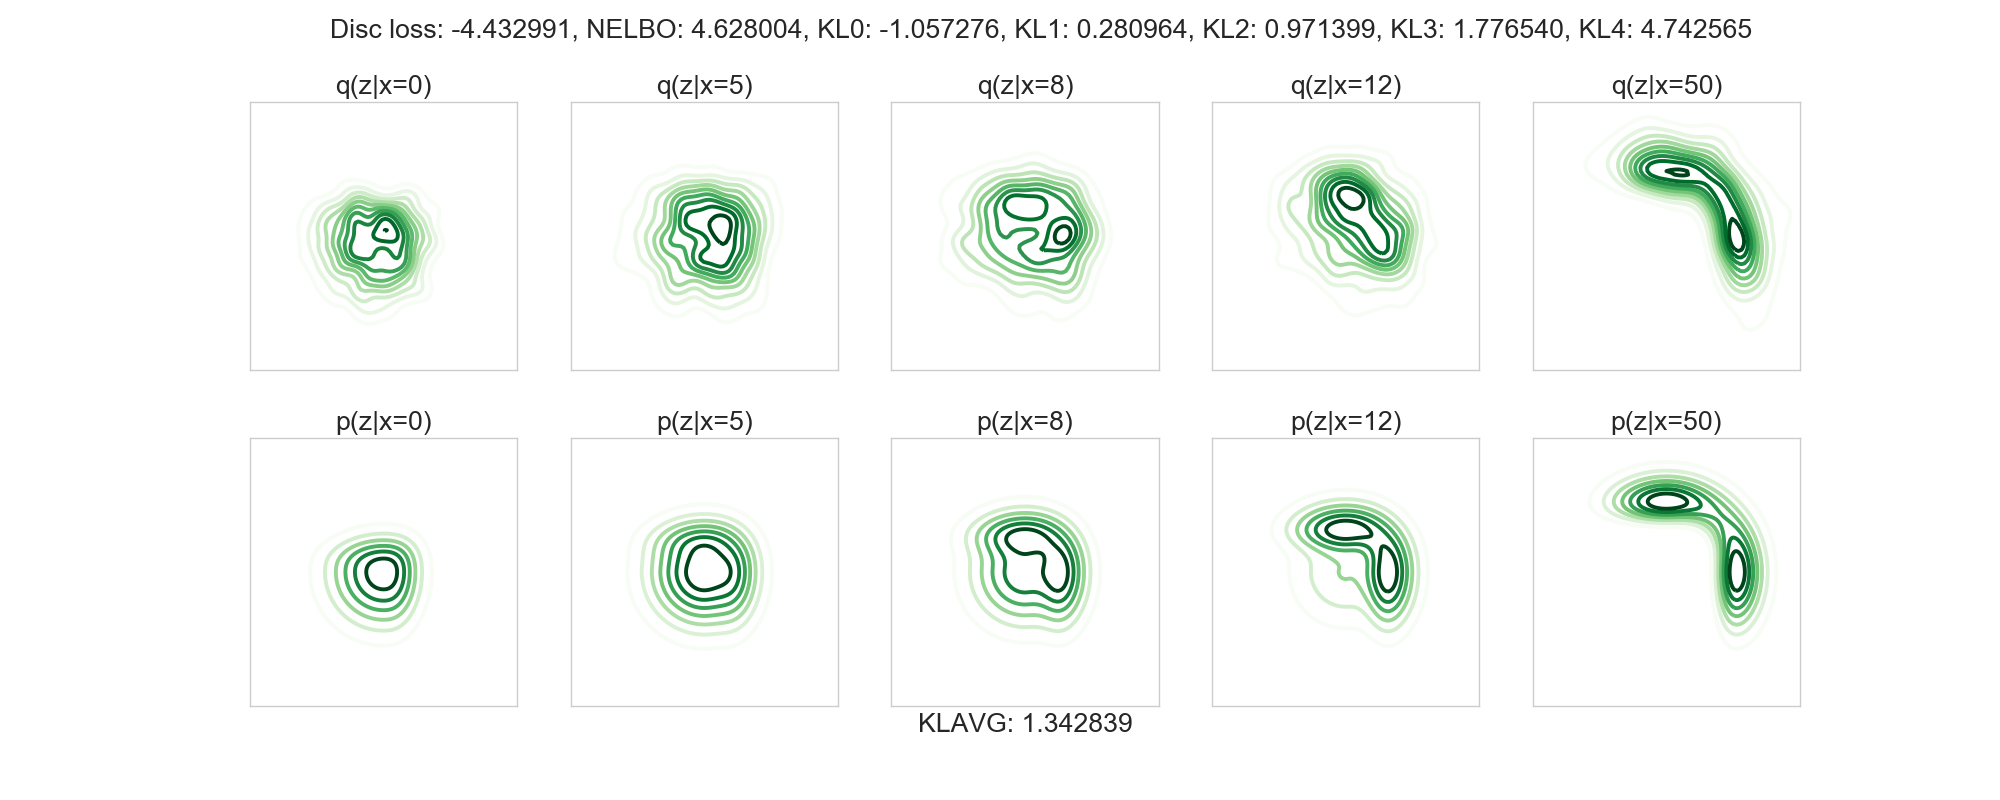 Disc loss: -4.432991, NELBO: 4.628004, KL0: -1.057276, KL1: 0.280964, KL2: 0.971399, KL3: 1.776540, KL4: 4.742565
q(z|x=0)
q(z|x=5)
q(z|x=8)
q(z|x=12)
q(z|x=50)
p(z|x=0)
p(z|x=5)
p(z|x=8)
p(z|x=12)
p(z|x=50)
KLAVG: 1.342839